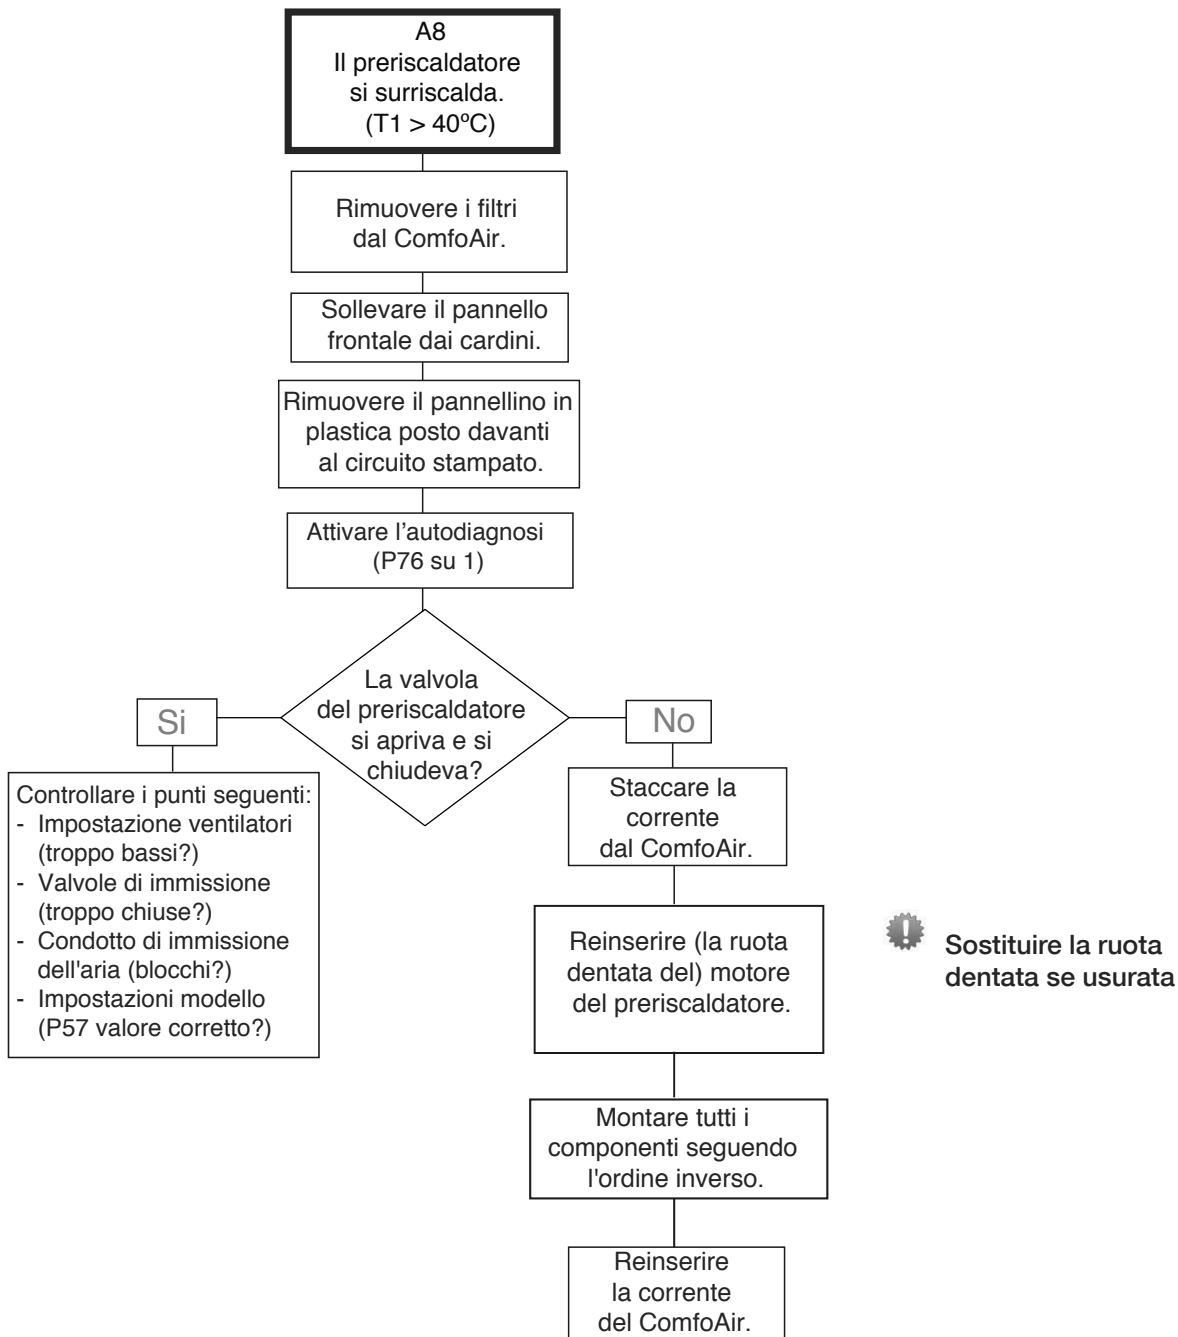 A8
Il preriscaldatore
si surriscalda.
(T1 > 40ºC)
Rimuovere i filtri
dal ComfoAir.
Sollevare il pannello
frontale dai cardini.
Rimuovere il pannellino in
plastica posto davanti
al circuito stampato.
Attivare l'autodiagnosi
(P76 su 1)
La valvola
del preriscaldatore
si apriva e si
chiudeva?
Si
No
Controllare i punti seguenti:
- Impostazione ventilatori
(troppo bassi?)
- Valvole di immissione
(troppo chiuse?)
- Condotto di immissione
dell'aria (blocchi?)
- Impostazioni modello
(P57 valore corretto?)
Staccare la
corrente
dal ComfoAir.
Reinserire (la ruota
dentata del) motore
del preriscaldatore.
Sostituire la ruota
dentata se usurata
Montare tutti i
componenti seguendo
l'ordine inverso.
Reinserire
la corrente
del ComfoAir.